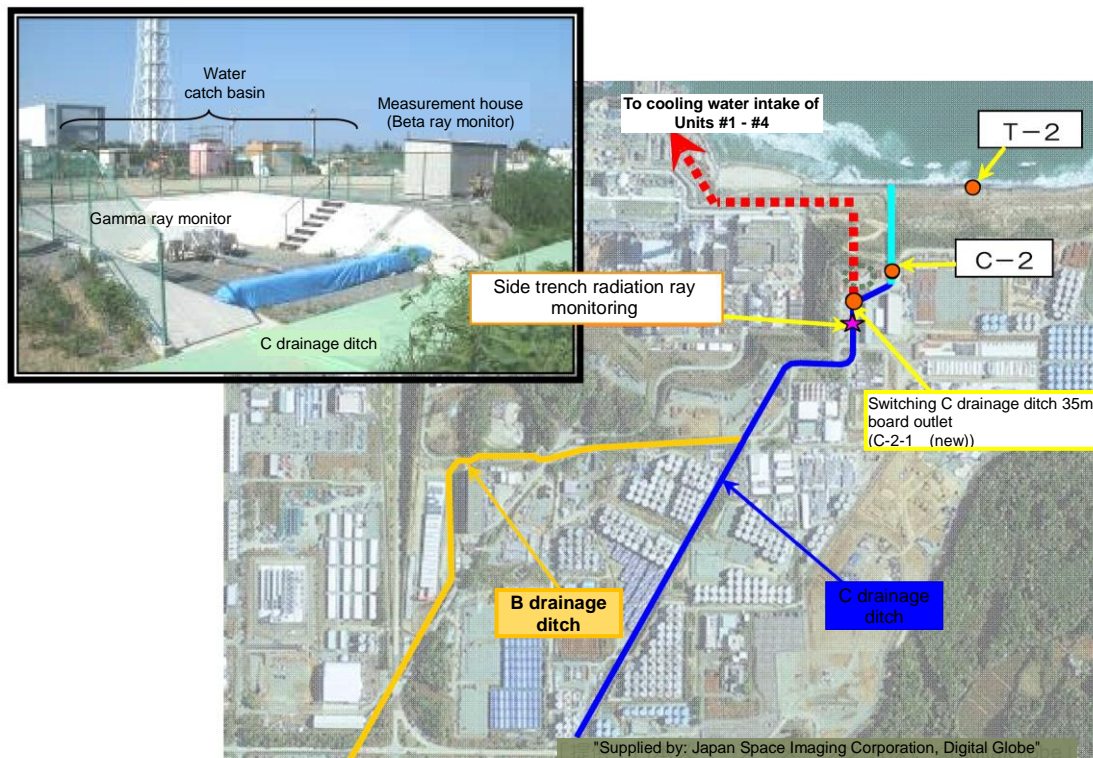 Water
catch basin
Measurement house
(Beta ray monitor)
Gamma ray monitor
C drainage ditch
To cooling water intake of
Units #1 - #4
T-2
C-2
Side trench radiation ray
monitoring
Switching C drainage ditch 35m
board outlet
(C-2-1 (new))
B drainage
ditch
C drainage
ditch
"Supplied by: Japan Space Imaging Corporation, Digital Globe"